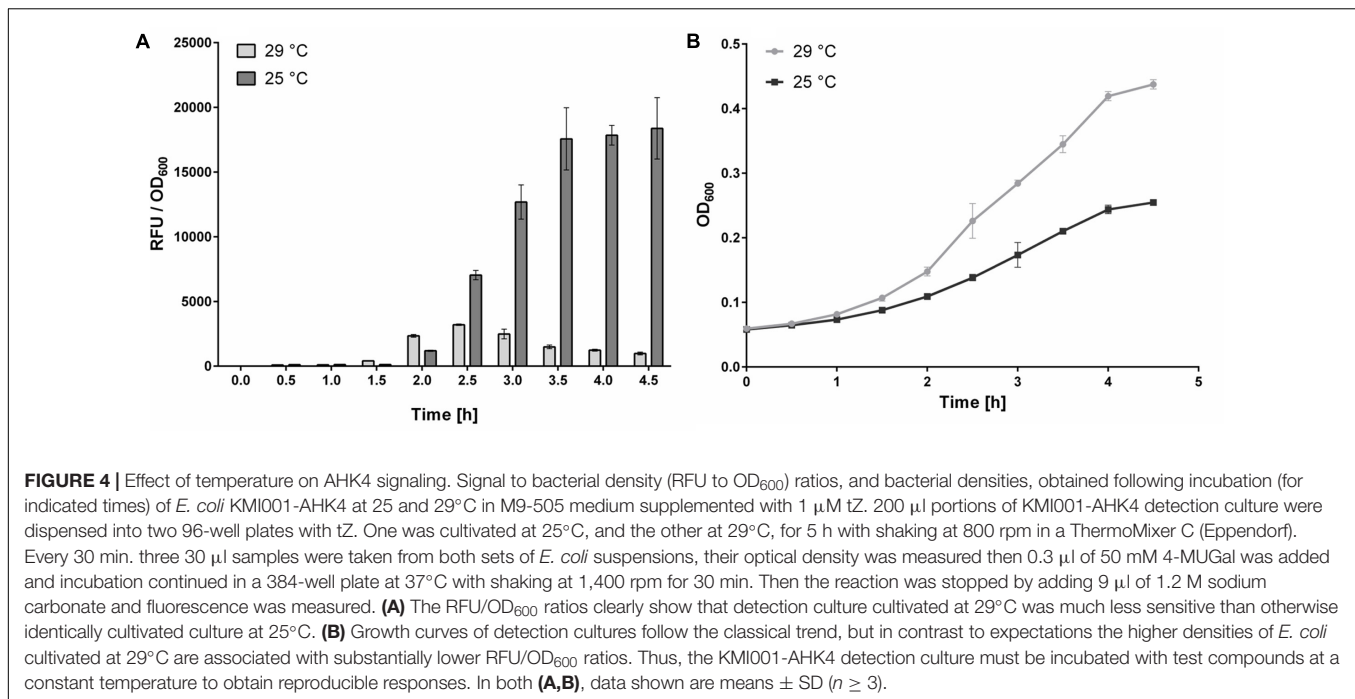 A
25000
20000
15000
10000
5000
0
RFU / OD600
29 °C
25 °C
0.0 0.5 1.0 1.5 2.0 2.5 3.0 3.5 4.0 4.5
Time [h]
B
0.5
0.4
0.3
0.2
0.1
0.0
OD600
29 °C
25 °C
0 1 2 3 4 5
Time [h]
FIGURE 4 | Effect of temperature on AHK4 signaling. Signal to bacterial density (RFU to OD600) ratios, and bacterial densities, obtained following incubation (for
indicated times) of E. coli KMI001-AHK4 at 25 and 29°C in M9-505 medium supplemented with 1 μM tZ. 200 μl portions of KMI001-AHK4 detection culture were
dispensed into two 96-well plates with tZ. One was cultivated at 25°C, and the other at 29°C, for 5 h with shaking at 800 rpm in a ThermoMixer C (Eppendorf).
Every 30 min. three 30 μl samples were taken from both sets of E. coli suspensions, their optical density was measured then 0.3 μl of 50 mM 4-MUGal was added
and incubation continued in a 384-well plate at 37°C with shaking at 1,400 rpm for 30 min. Then the reaction was stopped by adding 9 μl of 1.2 M sodium
carbonate and fluorescence was measured. (A) The RFU/OD600 ratios clearly show that detection culture cultivated at 29°C was much less sensitive than otherwise
identically cultivated culture at 25°C. (B) Growth curves of detection cultures follow the classical trend, but in contrast to expectations the higher densities of E. coli
cultivated at 29°C are associated with substantially lower RFU/OD600 ratios. Thus, the KMI001-AHK4 detection culture must be incubated with test compounds at a
constant temperature to obtain reproducible responses. In both (A,B), data shown are means ± SD (n ≥ 3).